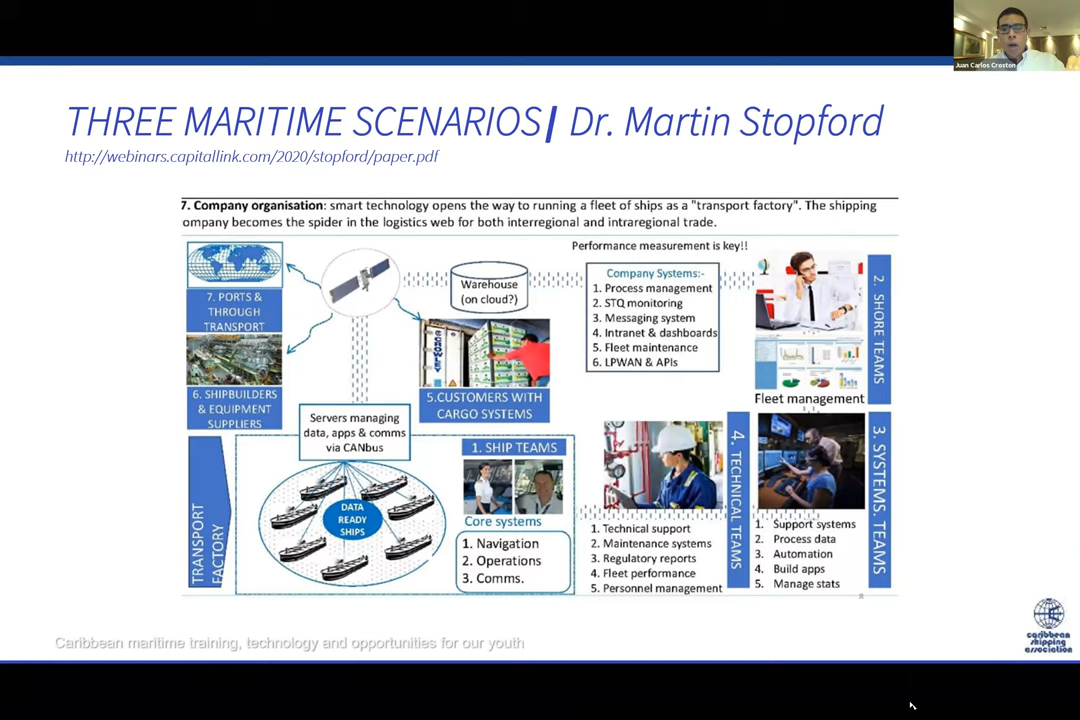 Juan Carlos Croston
THREE MARITIME SCENARIOS| Dr. Martin Stopford
http://webinars.capitallink.com/2020/stopford/paper.pdf
7. Company organisation: smart technology opens the way to running a fleet of ships as a "transport factory". The shipping
ompany becomes the spider in the logistics web for both interregional and intraregional trade.
Performance measurement is key!!
7. PORTS &
THROUGH
TRANSPORT
Warehouse
(on cloud?)
Company Systems:-
1. Process management
2. STQ monitoring
3. Messaging system
4. Intranet & dashboards
5. Fleet maintenance
6. LPWAN & APIs
2. SHORE TEAMS
Fleet management
6. SHIPBUILDERS
& EQUIPMENT
SUPPLIERS
CROWLEY
5.CUSTOMERS WITH
CARGO SYSTEMS
Servers managing
data, apps & comms
via CANbus
TRANSPORT
FACTORY
DATA
READY
SHIPS
1. SHIP TEAMS
Core systems
1. Navigation
2. Operations
3. Comms.
4. TECHNICAL TEAMS
1. Technical support
2. Maintenance systems
3. Regulatory reports
4. Fleet performance
5. Personnel management
3. SYSTEMS. TEAMS
1. Support systems
2. Process data
3. Automation
4. Build apps
5. Manage stats
8
Caribbean maritime training, technology and opportunities for our youth
caribbean
shipping
association